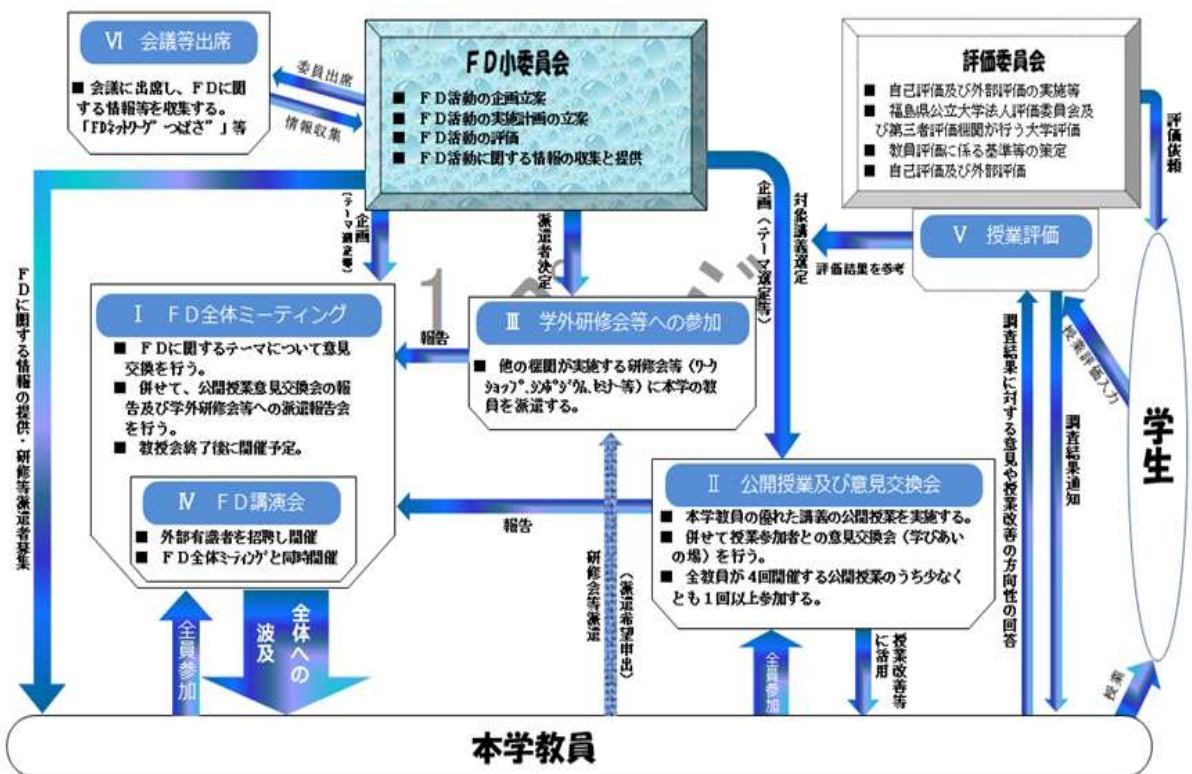 Ⅵ 会議等出席
■ 会議に出席し、ＦＤに関
する情報等を収集する。
「FDﾈｯﾄﾜｰｸﾞ つばさ"」等
委員出席
情報収集
ＦＤ小委員会
■ ＦＤ活動の企画立案
■ ＦＤ活動の実施計画の立案
■ ＦＤ活動の評価
■ ＦＤ活動に関する情報の収集と提供
評価委員会
■ 自己評価及び外部評価の実施等
■ 福島県公立大学法人評価委員会及
び第三者評価機関が行う大学評価
■ 教員評価に係る基準等の策定
■ 自己評価及び外部評価
評価依頼
Ⅴ 授業評価
評価結果を参考
企画
（テーマ選定等）
派遣者決定
対象講義選定
企画（テーマ選定等）
ＦＤに関する情報の提供・研修等派遣者募集
Ⅰ ＦＤ全体ミーティング
■ ＦＤに関するテーマについて意見
交換を行う。
■ 併せて、公開授業意見交換会の報
告及び学外研修会等への派遣報告会
を行う。
■ 教授会終了後に開催予定。
報告
Ⅲ 学外研修会等への参加
■ 他の機関が実施する研修会等（ﾜｰｸ
ｼｮｯﾌﾟ､ｼﾝﾎﾟｼﾞｳﾑ､ｾﾐﾅｰ等）に本学の教
員を派遣する。
Ⅳ ＦＤ講演会
■ 外部有識者を招聘し開催
■ ＦＤ全体ﾐｰﾃｨﾝｸﾞと同時開催
報告
Ⅱ 公開授業及び意見交換会
■ 本学教員の優れた講義の公開授業を実施する。
■ 併せて授業参加者との意見交換会（学びあい
の場）を行う。
■ 全教員が４回開催する公開授業のうち少なく
とも１回以上参加する。
調査結果に対する意見や授業改善の方向性の回答
調査結果通知
授業評価入力
学生
全員参加
全体への
波及
研修会等派遣
（派遣希望申出）
全員参加
授業改善等
に活用
授業
本学教員